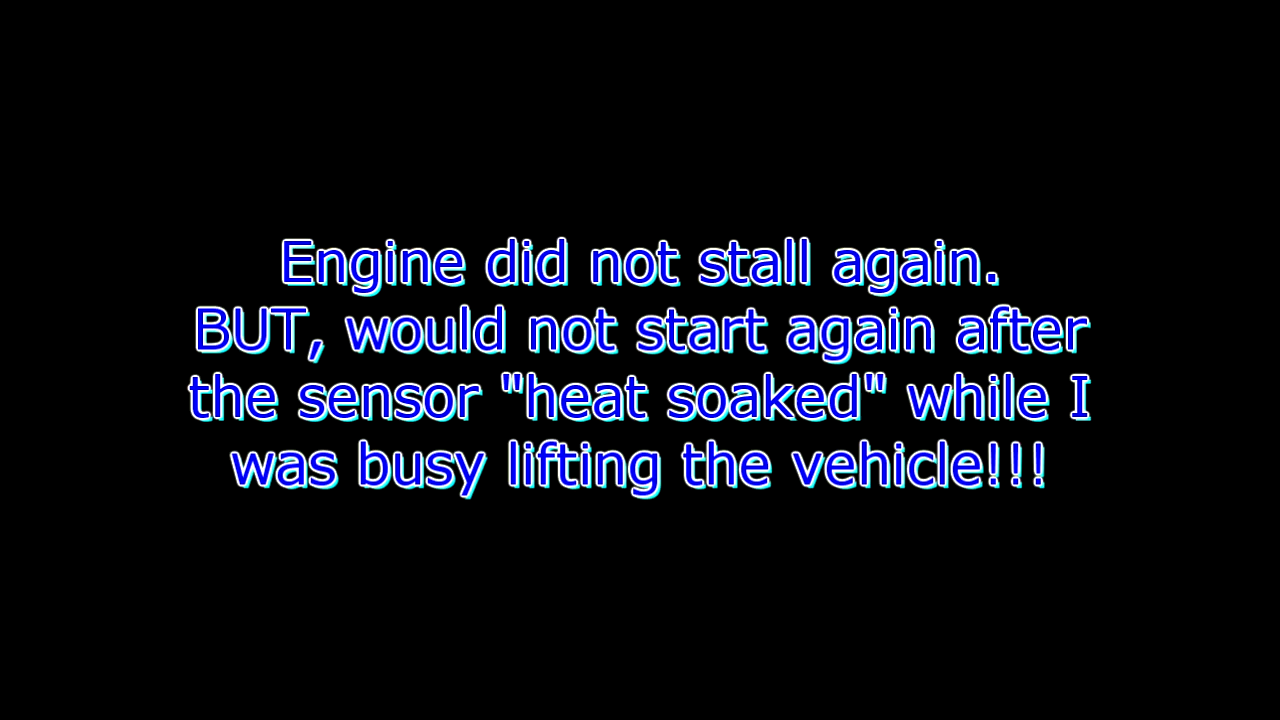 Engine did not stall again.
BUT, would not start again after
the sensor "heat soaked" while I
was busy lifting the vehicle!!!